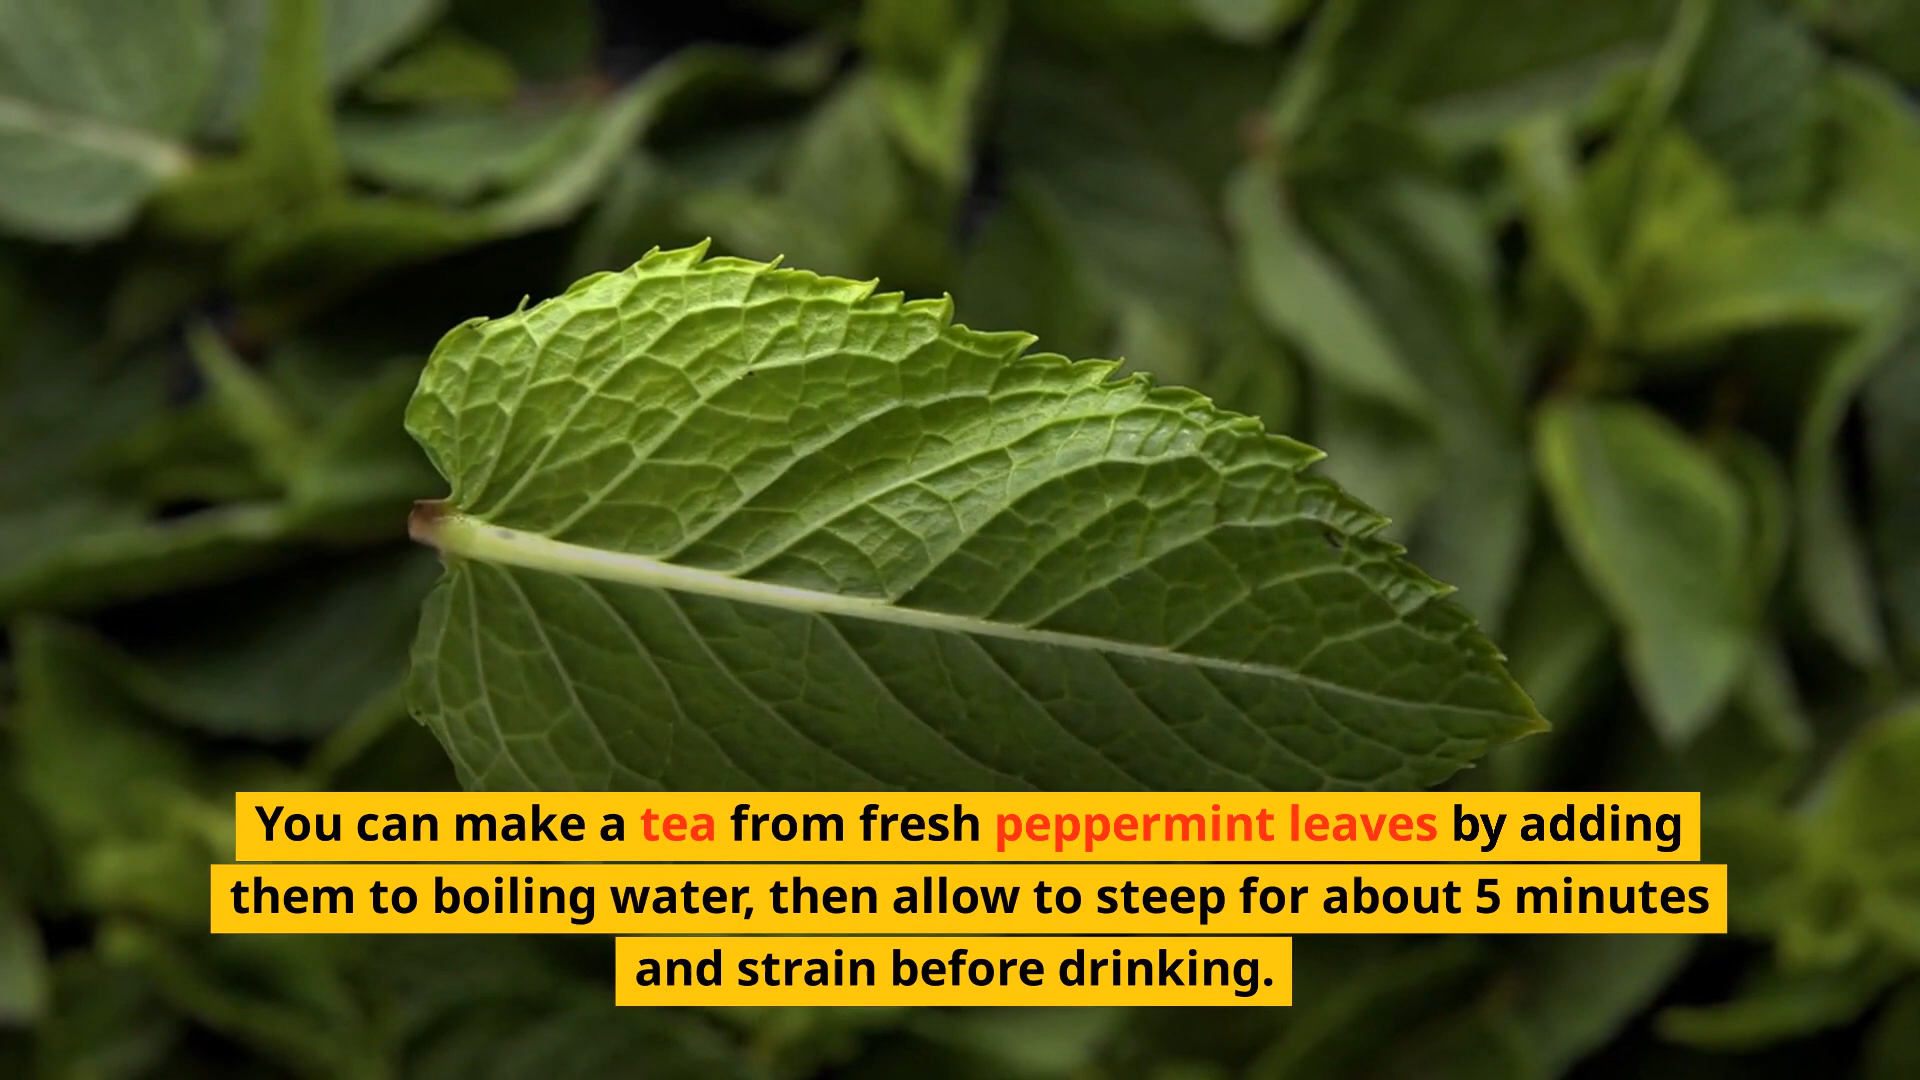 You can make a tea from fresh peppermint leaves by adding
them to boiling water, then allow to steep for about 5 minutes
and strain before drinking.